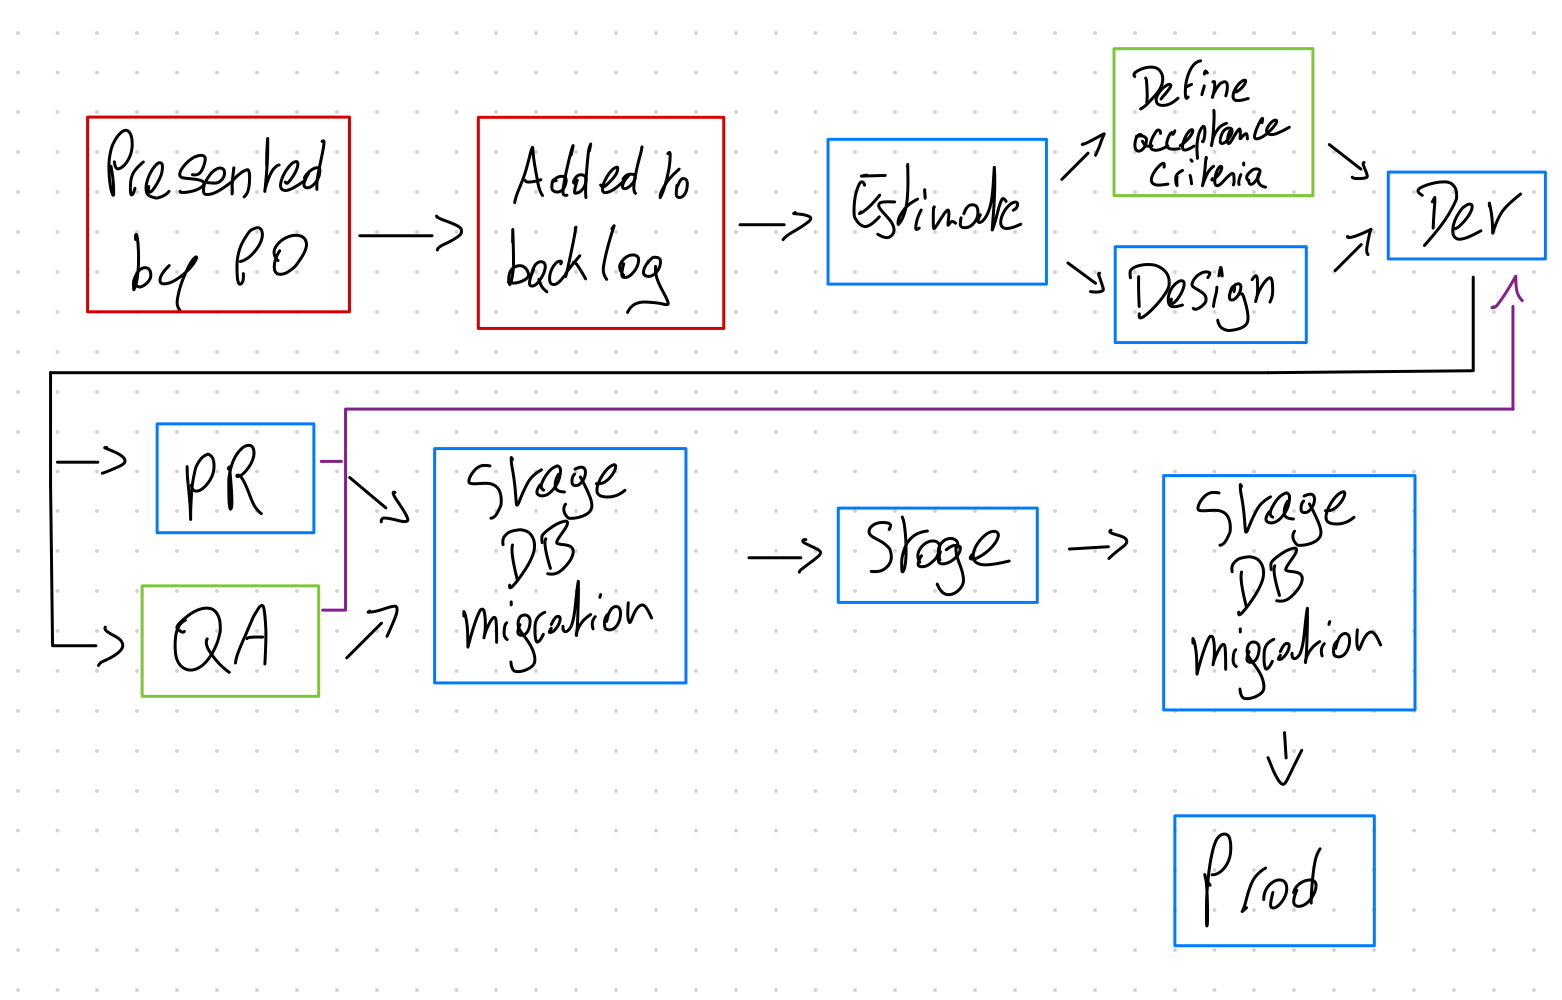 Presented
by PO
Added to
backlog
Estimate
Define
acceptance
criteria
Design
Dev
PR
QA
Stage
DB
migration
Stage
Stage
DB
migration
Prod